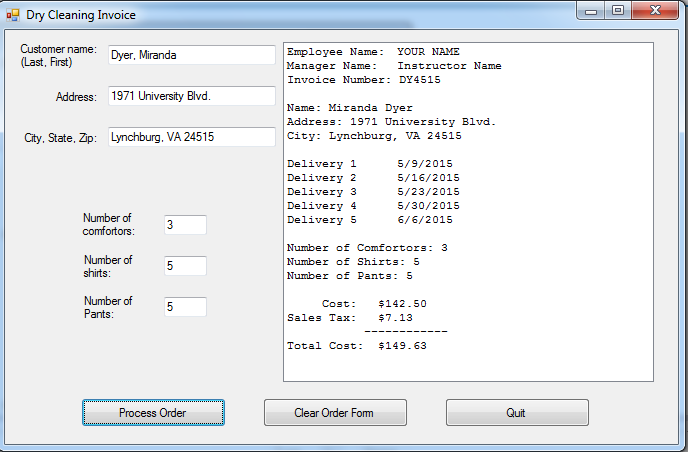 Dry Cleaning Invoice
Customer name:
(Last, First)
Dyer, Miranda
Address:
1971 University Blvd.
City, State, Zip:
Lynchburg, VA 24515
Number of
comfortors:
3
Number of
shirts:
5
Number of
Pants:
5
Employee Name:  YOUR NAME
Manager Name:   Instructor Name
Invoice Number: DY4515
Name: Miranda Dyer
Address: 1971 University Blvd.
City: Lynchburg, VA 24515
Delivery 1      5/9/2015
Delivery 2      5/16/2015
Delivery 3      5/23/2015
Delivery 4      5/30/2015
Delivery 5      6/6/2015
Number of Comfortors: 3
Number of Shirts: 5
Number of Pants: 5
Cost:   $142.50
Sales Tax:   $7.13
------------
Total Cost:  $149.63
Process Order
Clear Order Form
Quit